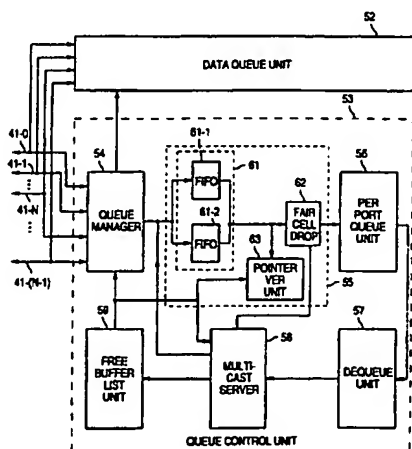 52
DATA QUEUE UNIT
53
41-0
41-1
41-N
41-(N-1)
54
QUEUE
MANAGER
61-1
FIFO
61
61-2
FIFO
62
FAIR
CELL
DROP
63
POINTER
VER UNIT
55
56
PER
PORT
QUEUE
UNIT
59
FREE
BUFFER
LIST
UNIT
58
MULTI-
CAST
SERVER
57
DEQUEUE
UNIT
QUEUE CONTROL UNIT